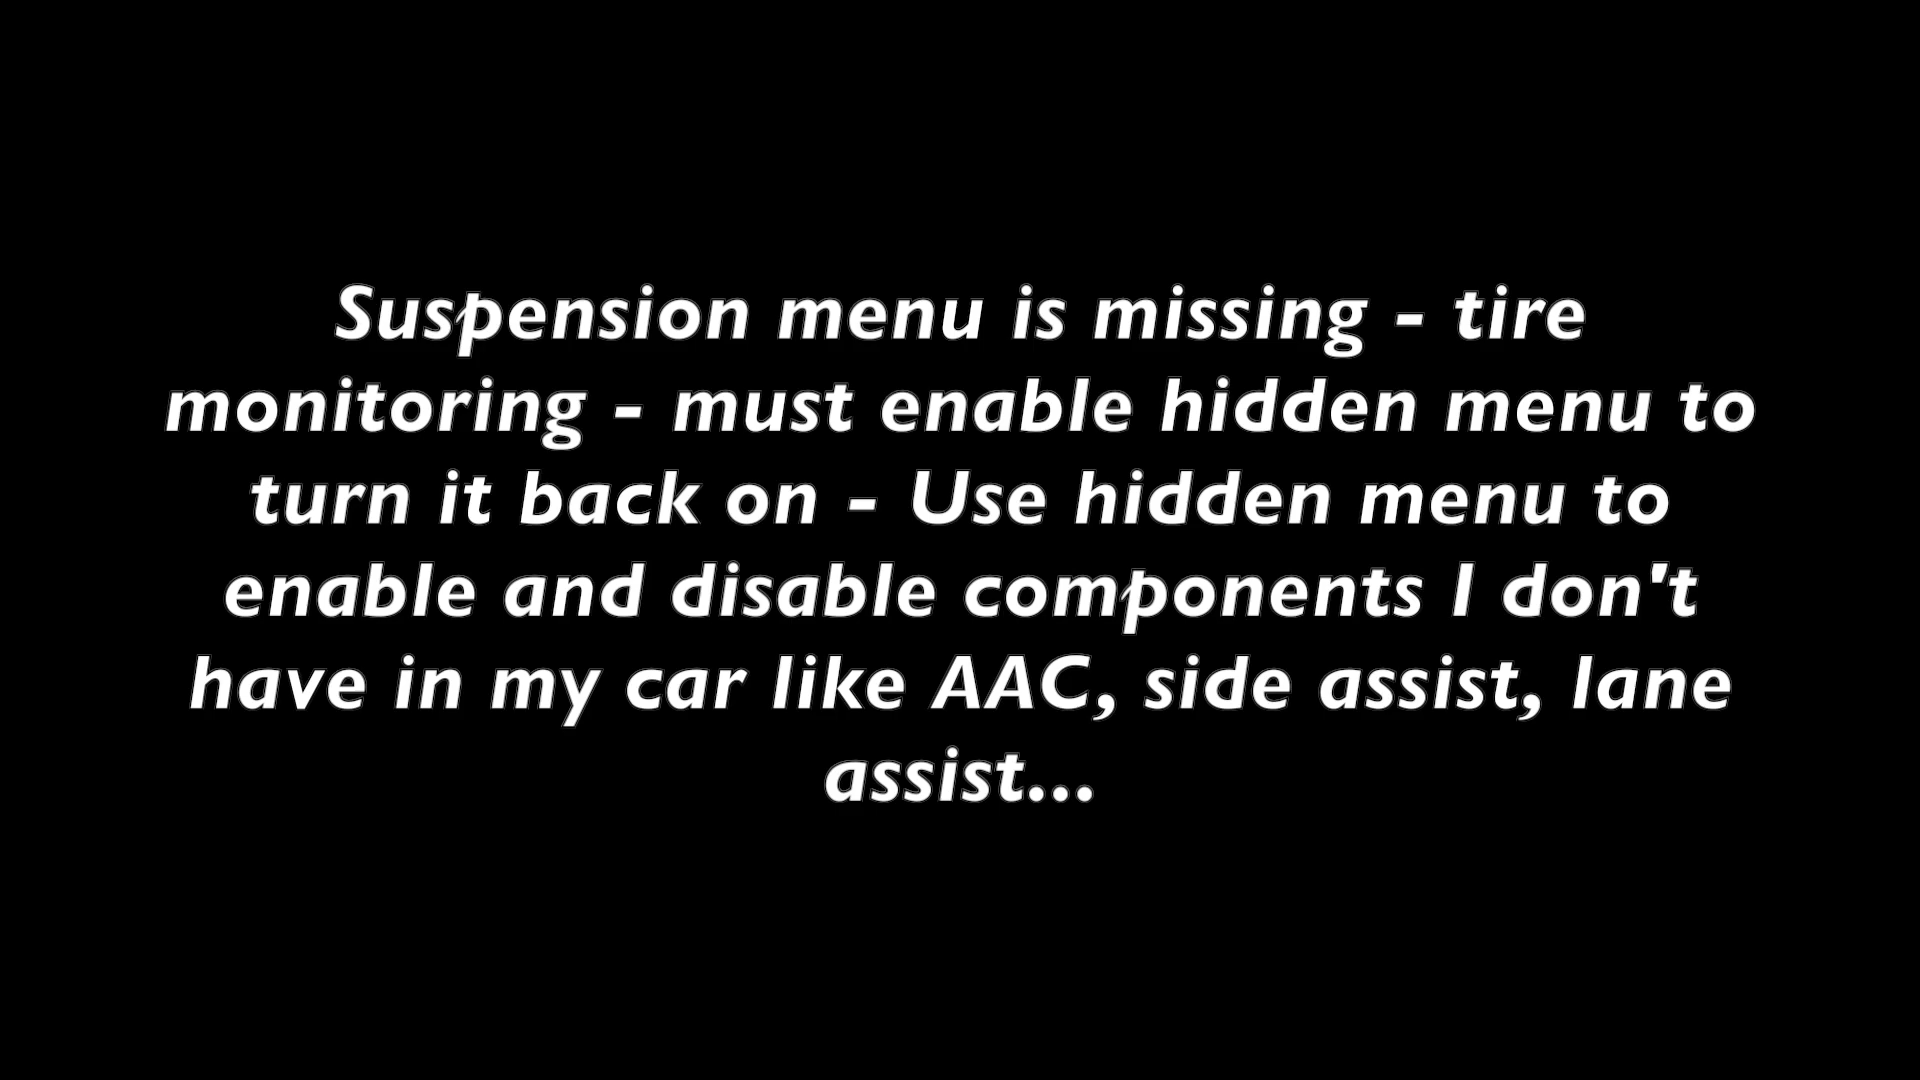 Suspension menu is missing - tire
monitoring - must enable hidden menu to
turn it back on - Use hidden menu to
enable and disable components I don't
have in my car like AAC, side assist, lane
assist...